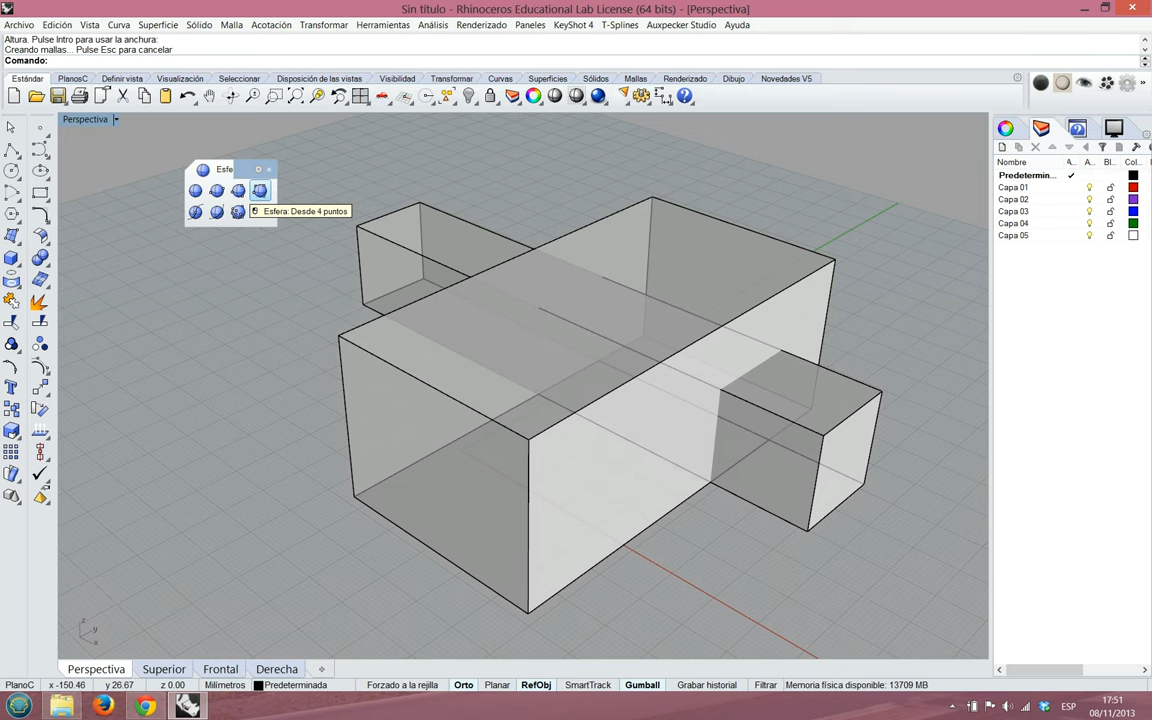 Sin título - Rhinoceros Educational Lab License (64 bits) - [Perspectiva]
Archivo Edición Vista Curva Superficie Sólido Malla Acotación Transformar Herramientas Análisis Renderizado Paneles KeyShot 4 T-Splines Auxpecker Studio Ayuda
Altura. Pulse Intro para usar la anchura:
Creando mallas... Pulse Esc para cancelar
Comando:
Estándar PlanosC Definir vista Visualización Seleccionar Disposición de las vistas Visibilidad Transformar Curvas Superficies Sólidos Mallas Renderizado Dibujo Novedades V5
Perspectiva
Esfe
Esfera: Desde 4 puntos
Nombre A... A... Bl... Col...
Predetermin...
Capa 01
Capa 02
Capa 03
Capa 04
Capa 05
z
y
x
Perspectiva Superior Frontal Derecha
PlanoC x -150.46 y 26.67 z 0.00 Milímetros Predeterminada Forzado a la rejilla Orto Planar RefObj SmartTrack Gumball Grabar historial Filtrar Memoria física disponible: 13709 MB
ESP
17:51
08/11/2013